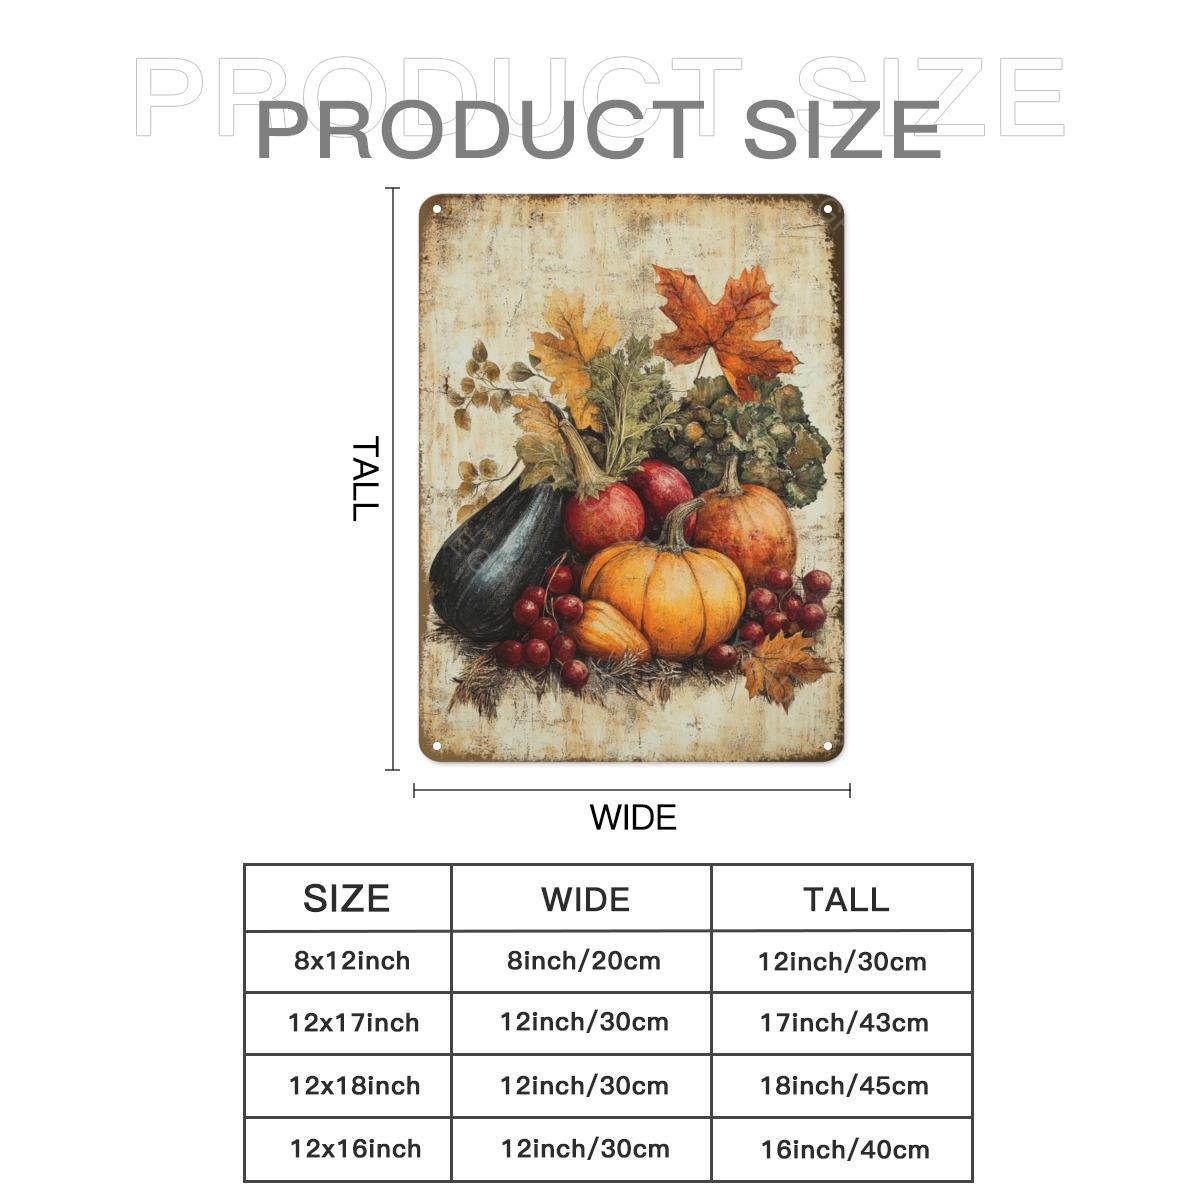 PRODUCT SIZE
PRODUCT SIZE
TALL
WIDE
SIZE WIDE TALL
8x12inch 8inch/20cm 12inch/30cm
12x17inch 12inch/30cm 17inch/43cm
12x18inch 12inch/30cm 18inch/45cm
12x16inch 12inch/30cm 16inch/40cm